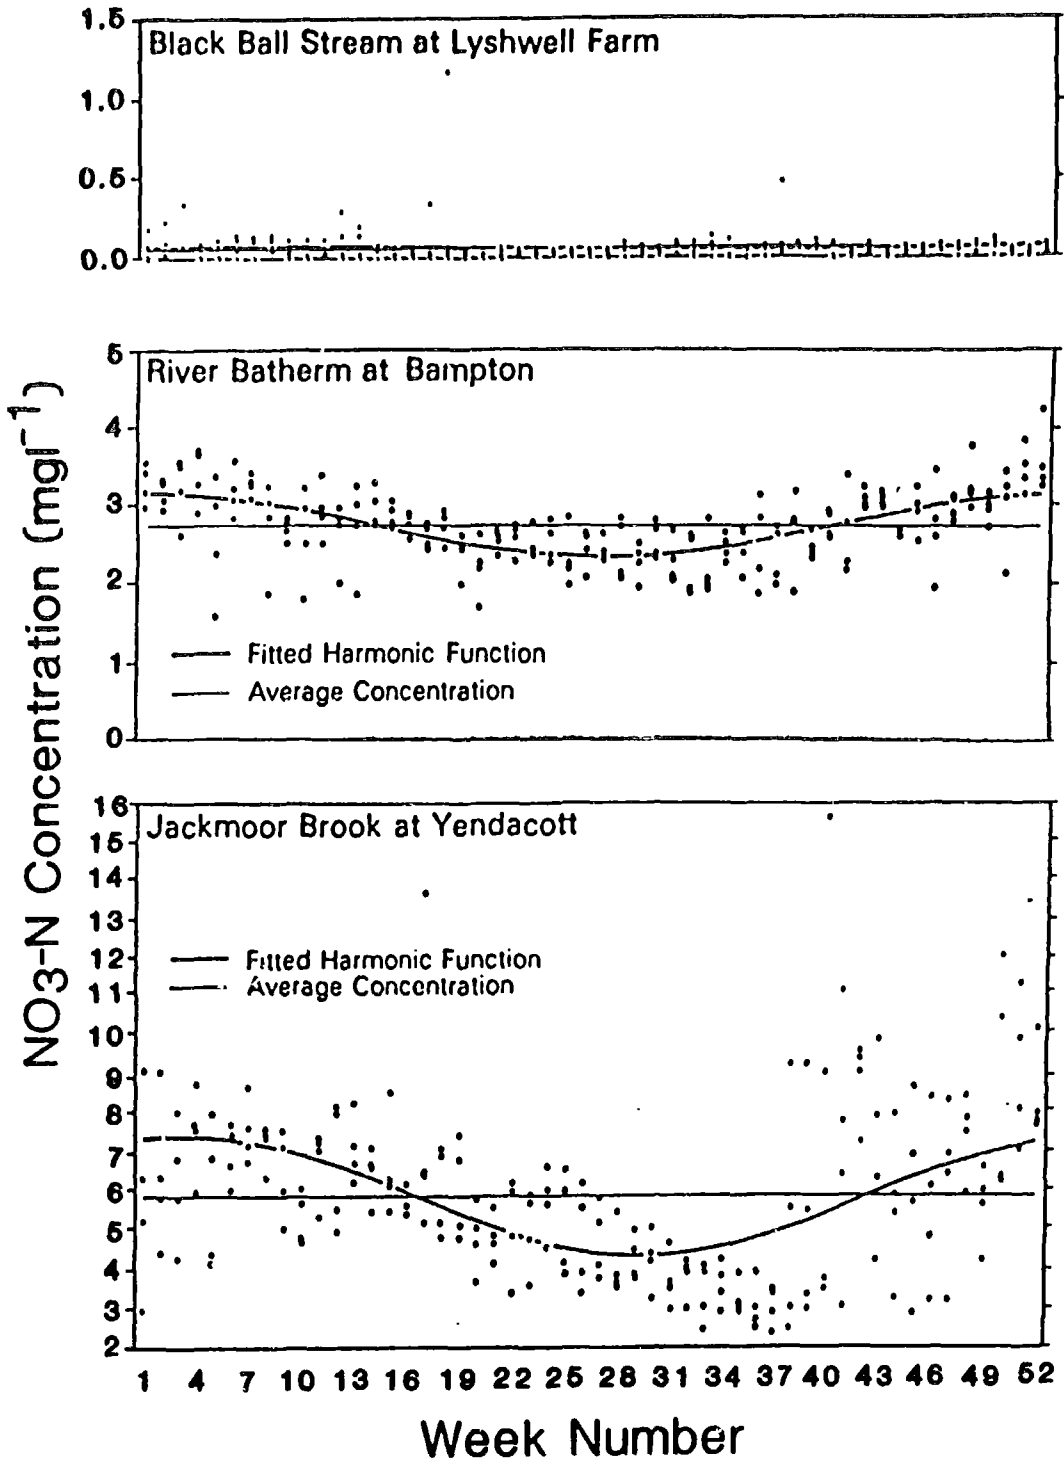 NO3-N Concentration (mgl-1)
1.5
Black Ball Stream at Lyshwell Farm
1.0
0.5
0.0
5
River Batherm at Bampton
4
3
2
Fitted Harmonic Function
1
Average Concentration
0
16
Jackmoor Brook at Yendacott
15
14
13
12
Fitted Harmonic Function
11
Average Concentration
10
9
8
7
6
5
4
3
2
1 4 7 10 13 16 19 22 25 28 31 34 37 40 43 46 49 52
Week Number